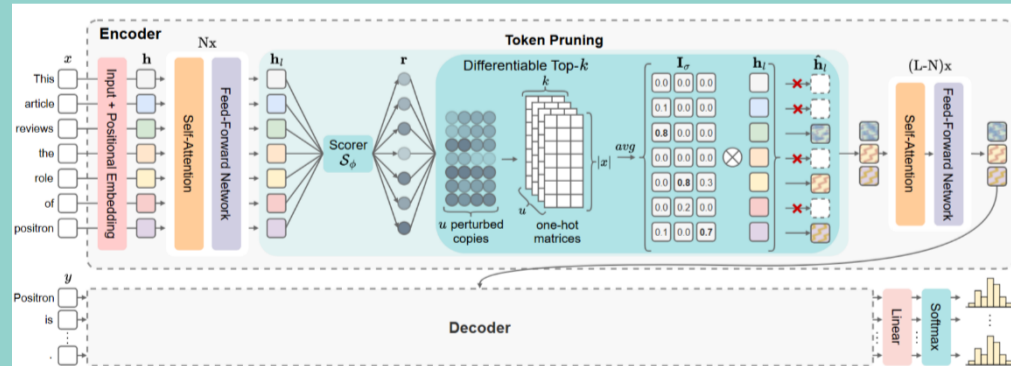 Encoder
Nx
Token Pruning
x
h
h_l
r
Differentiable Top-k
I_σ
h_l
ĥ_l
(L-N)x
This
article
reviews
the
role
of
positron
Input + Positional Embedding
Self-Attention
Feed-Forward Network
Scorer
S_ϕ
k
|x|
u
u perturbed
copies
one-hot
matrices
avg
0.0 0.0 0.0
0.1 0.0 0.0
0.8 0.0 0.0
0.0 0.0 0.0
0.0 0.8 0.3
0.0 0.2 0.0
0.1 0.0 0.7
Self-Attention
Feed-Forward Network
y
Positron
is
.
Decoder
Linear
Softmax